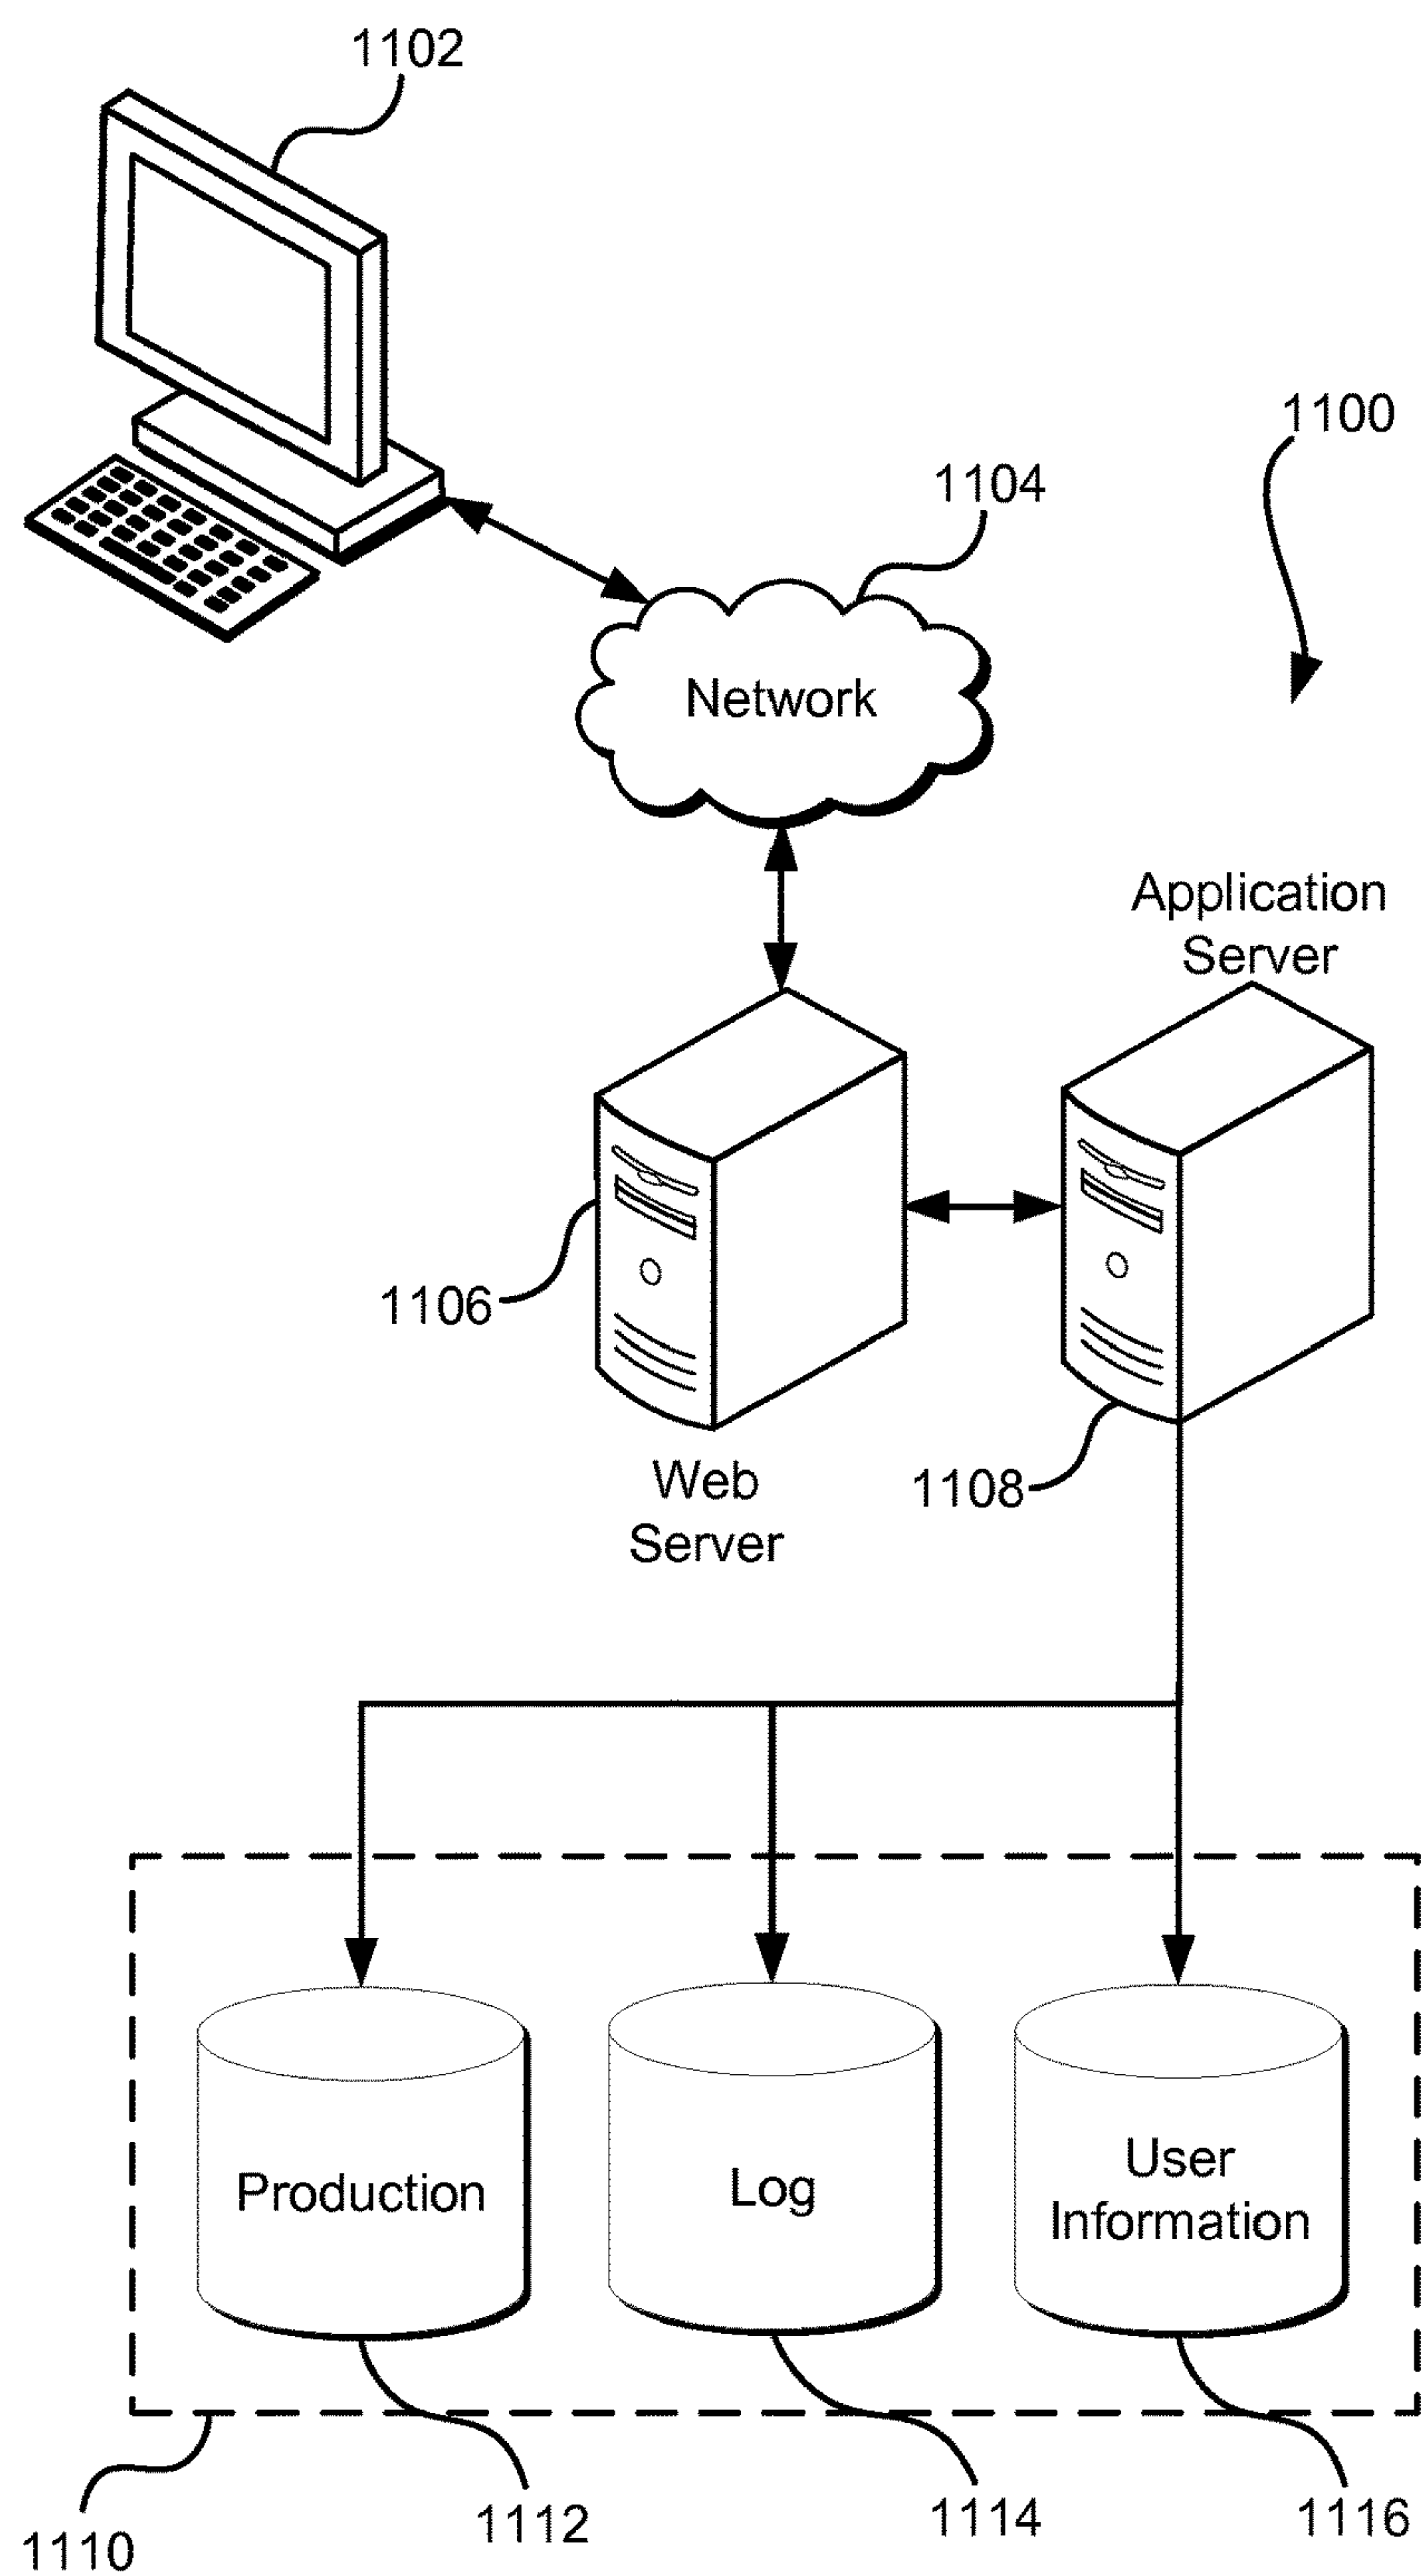 1102
1100
1104
Network
Application
Server
1106
Web
Server
1108
Production
Log
User
Information
1110
1112
1114
1116